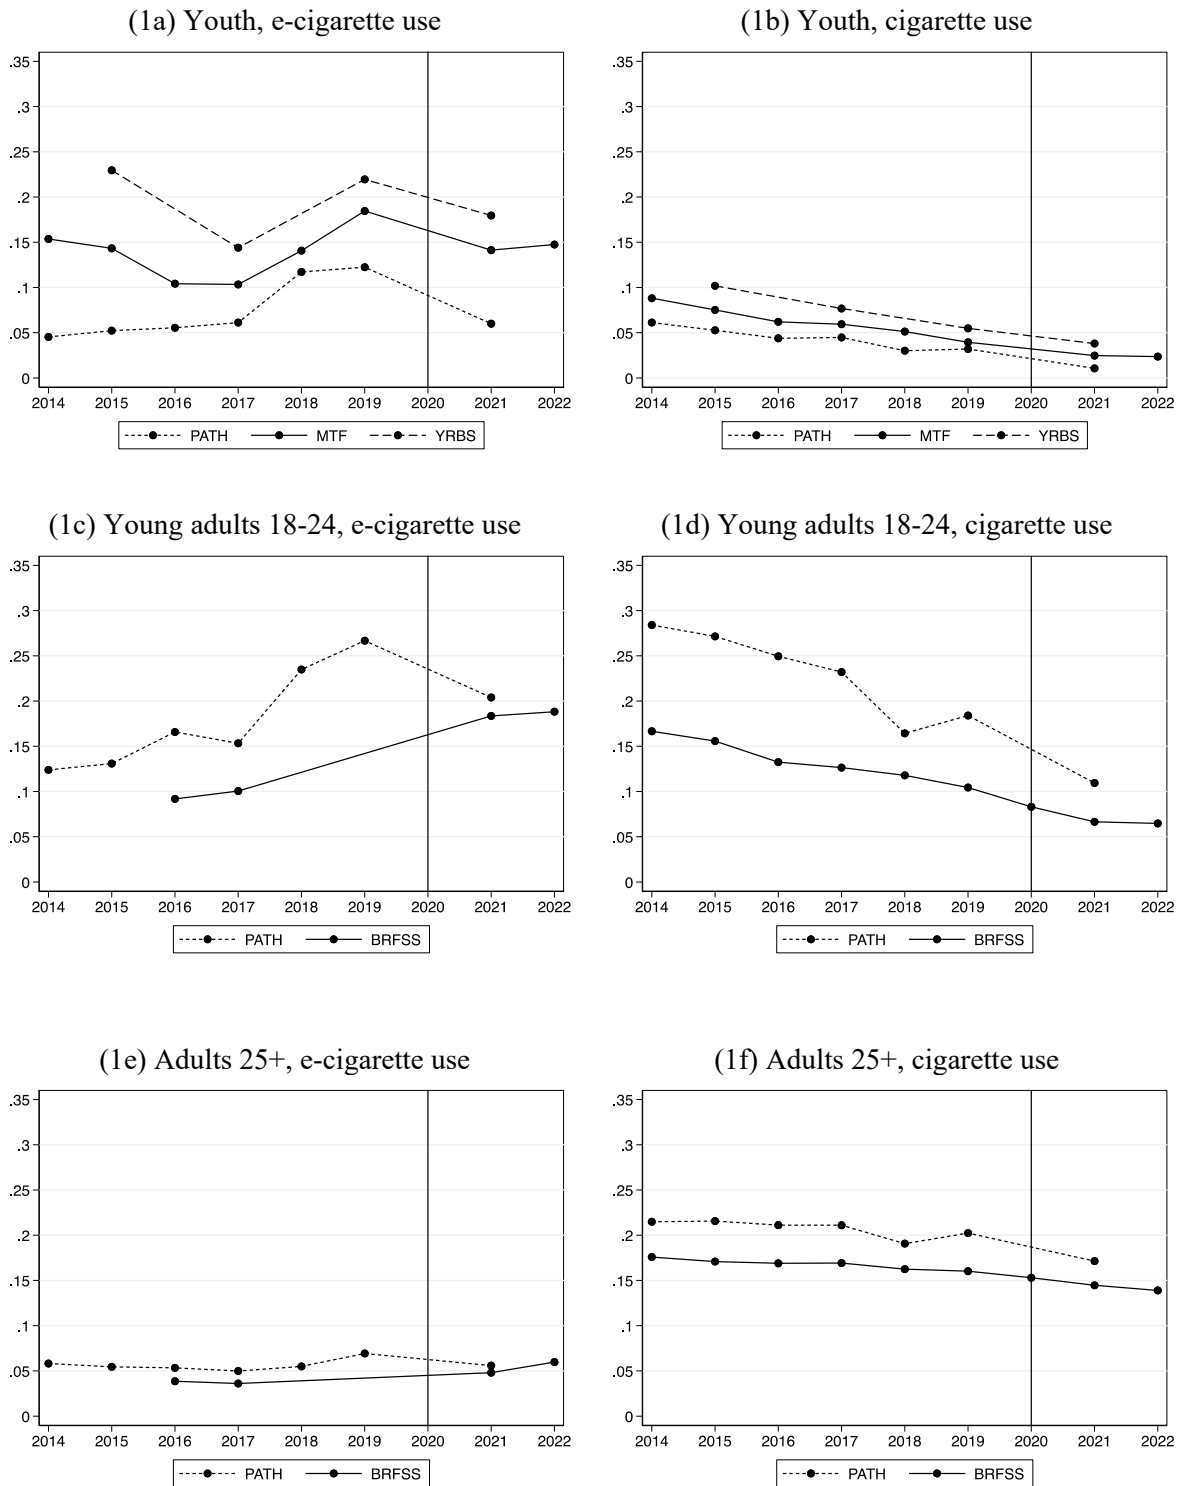 (1a) Youth, e-cigarette use
.35
.3
.25
.2
.15
.1
.05
0
2014 2015 2016 2017 2018 2019 2020 2021 2022
PATH MTF YRBS
(1b) Youth, cigarette use
.35
.3
.25
.2
.15
.1
.05
0
2014 2015 2016 2017 2018 2019 2020 2021 2022
PATH MTF YRBS
(1c) Young adults 18-24, e-cigarette use
.35
.3
.25
.2
.15
.1
.05
0
2014 2015 2016 2017 2018 2019 2020 2021 2022
PATH BRFSS
(1d) Young adults 18-24, cigarette use
.35
.3
.25
.2
.15
.1
.05
0
2014 2015 2016 2017 2018 2019 2020 2021 2022
PATH BRFSS
(1e) Adults 25+, e-cigarette use
.35
.3
.25
.2
.15
.1
.05
0
2014 2015 2016 2017 2018 2019 2020 2021 2022
PATH BRFSS
(1f) Adults 25+, cigarette use
.35
.3
.25
.2
.15
.1
.05
0
2014 2015 2016 2017 2018 2019 2020 2021 2022
PATH BRFSS